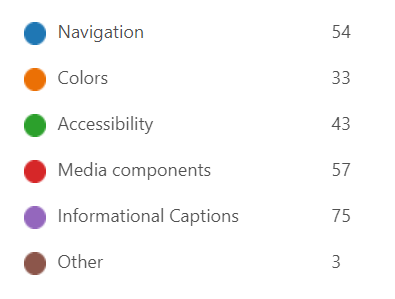 Navigation 54
Colors 33
Accessibility 43
Media components 57
Informational Captions 75
Other 3